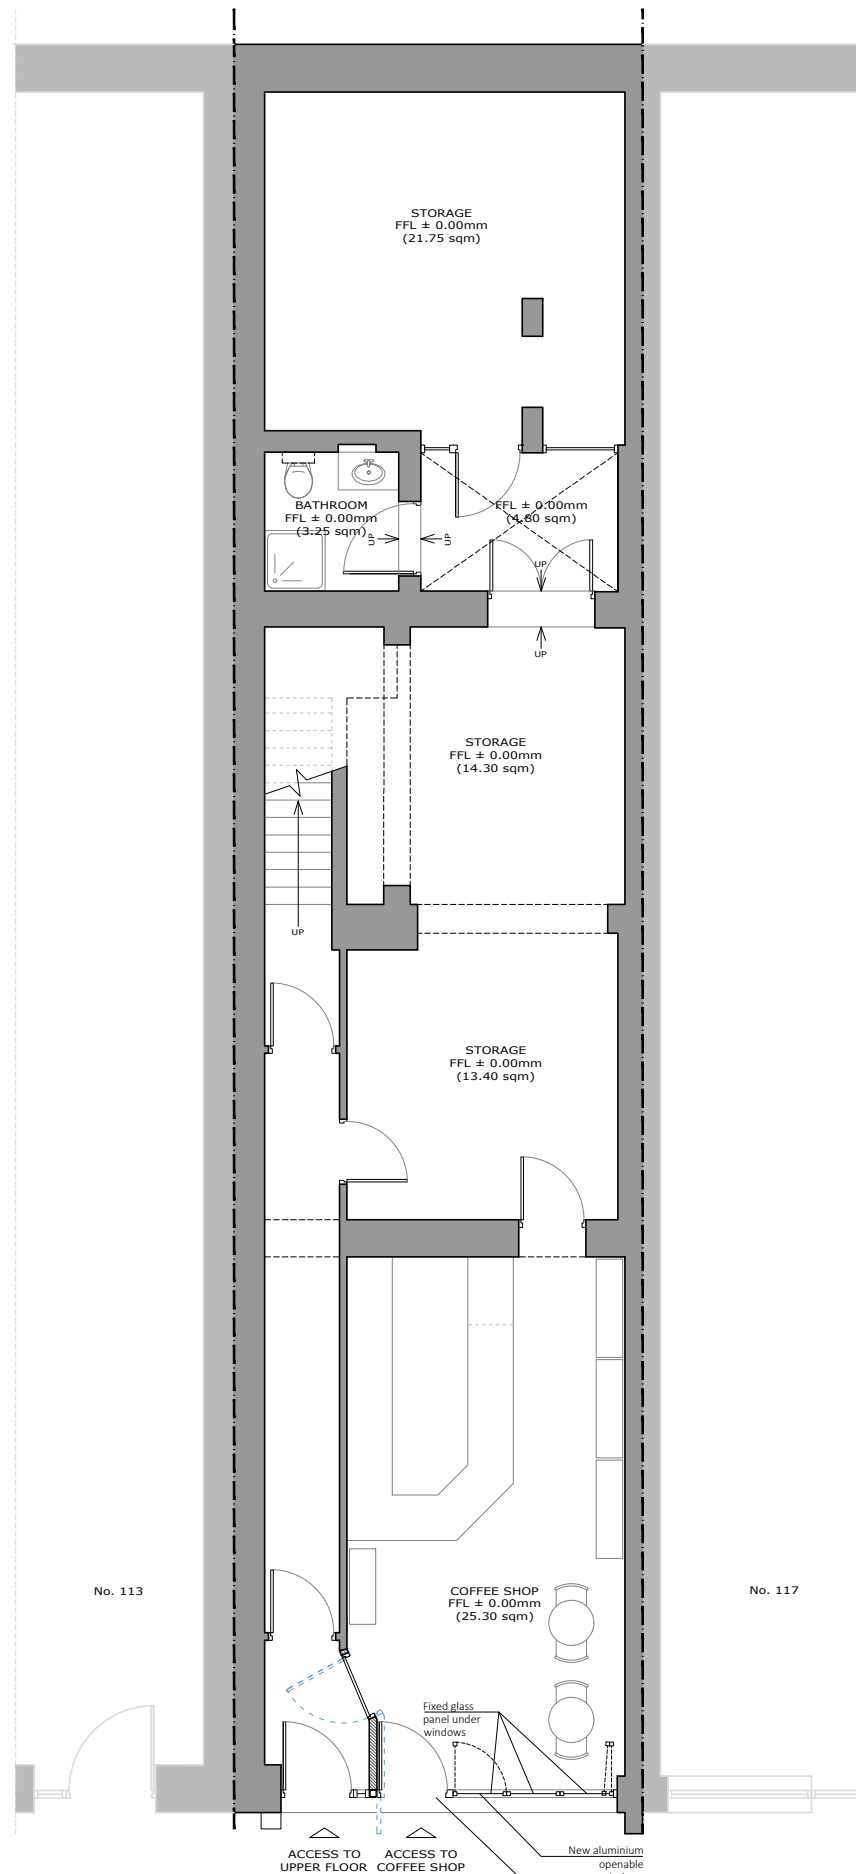 STORAGE
FFL ± 0.00mm
(21.75 sqm)
BATHROOM
FFL ± 0.00mm
(3.25 sqm)
UP
UP
FFL ± 0.00mm
(4.80 sqm)
UP
UP
STORAGE
FFL ± 0.00mm
(14.30 sqm)
UP
STORAGE
FFL ± 0.00mm
(13.40 sqm)
No. 113
COFFEE SHOP
FFL ± 0.00mm
(25.30 sqm)
No. 117
Fixed glass
panel under
windows
ACCESS TO
UPPER FLOOR
ACCESS TO
COFFEE SHOP
New aluminium
openable